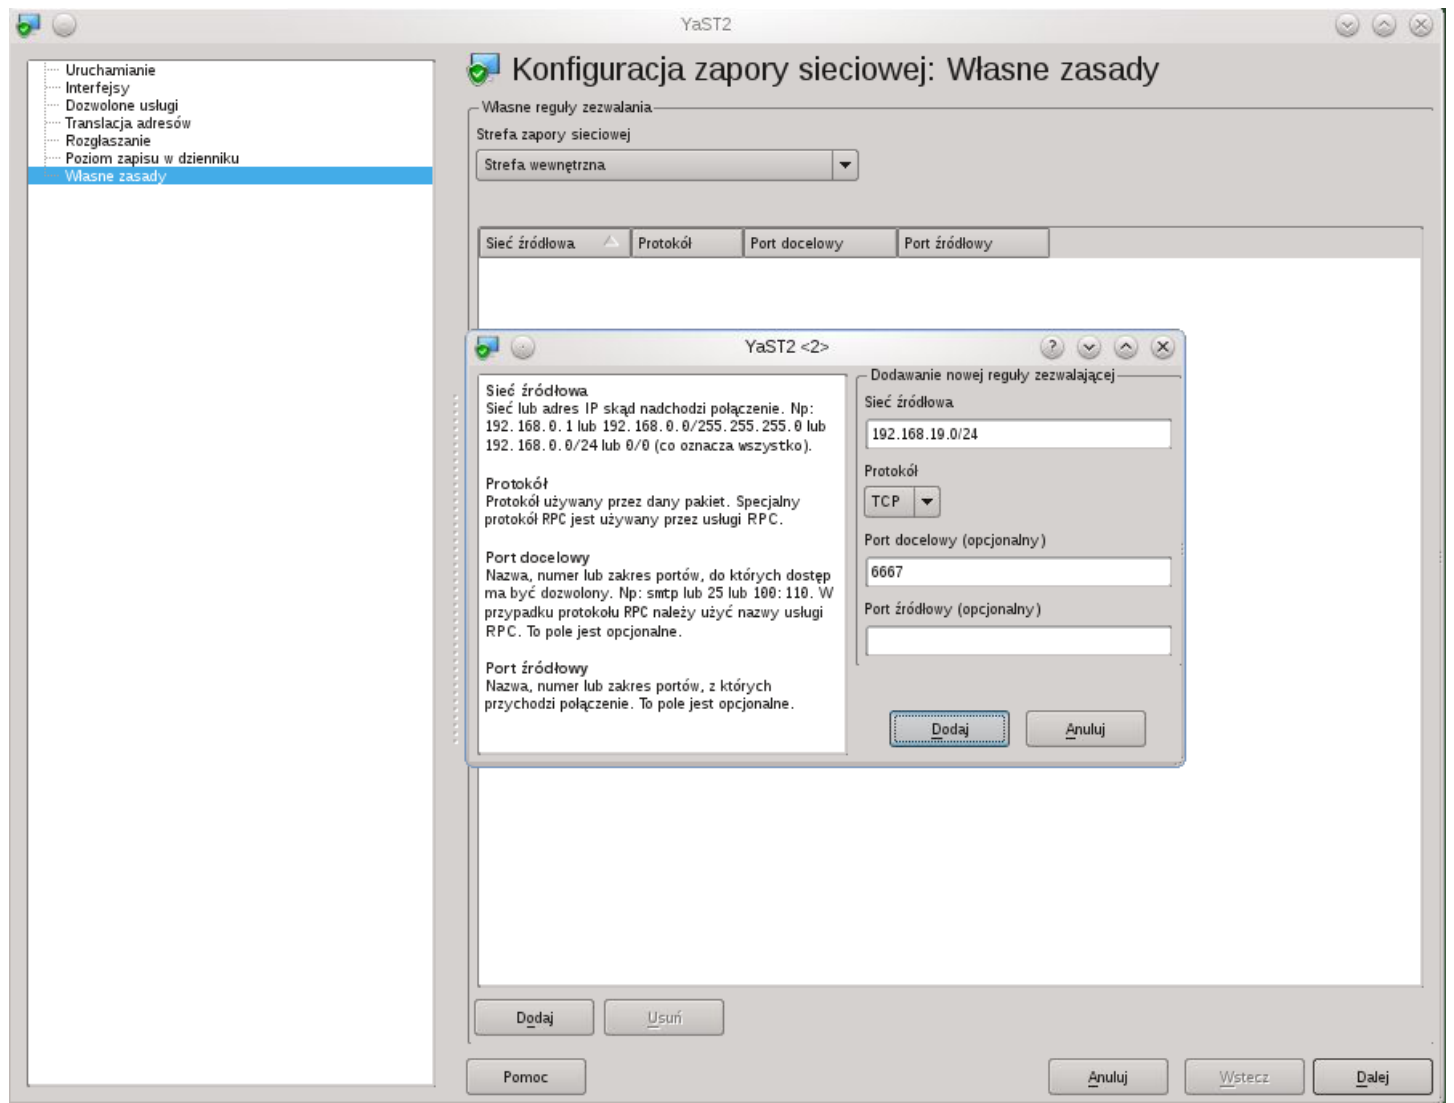 YaST2
Uruchamianie
Interfejsy
Dozwolone usługi
Translacja adresów
Rozgłaszanie
Poziom zapisu w dzienniku
Własne zasady
Konfiguracja zapory sieciowej: Własne zasady
Własne reguły zezwalania
Strefa zapory sieciowej
Strefa wewnętrzna
Sieć źródłowa Protokół Port docelowy Port źródłowy
YaST2 <2>
Sieć źródłowa
Sieć lub adres IP skąd nadchodzi połączenie. Np:
192.168.0.1 lub 192.168.0.0/255.255.255.0 lub
192.168.0.0/24 lub 0/0 (co oznacza wszystko).
Protokół
Protokół używany przez dany pakiet. Specjalny
protokół RPC jest używany przez usługi RPC.
Port docelowy
Nazwa, numer lub zakres portów, do których dostęp
ma być dozwolony. Np: smtp lub 25 lub 100:110. W
przypadku protokołu RPC należy użyć nazwy usługi
RPC. To pole jest opcjonalne.
Port źródłowy
Nazwa, numer lub zakres portów, z których
przychodzi połączenie. To pole jest opcjonalne.
Dodawanie nowej reguły zezwalającej
Sieć źródłowa
192.168.19.0/24
Protokół
TCP
Port docelowy (opcjonalny)
6667
Port źródłowy (opcjonalny)
Dodaj Anuluj
Dodaj Usuń
Pomoc Anuluj Wstecz Dalej